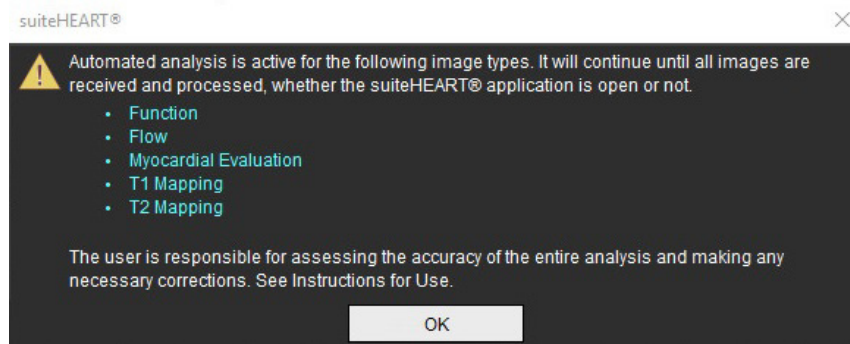 suiteHEART®
Automated analysis is active for the following image types. It will continue until all images are
received and processed, whether the suiteHEART® application is open or not.
• Function
• Flow
• Myocardial Evaluation
• T1 Mapping
• T2 Mapping
The user is responsible for assessing the accuracy of the entire analysis and making any
necessary corrections. See Instructions for Use.
OK